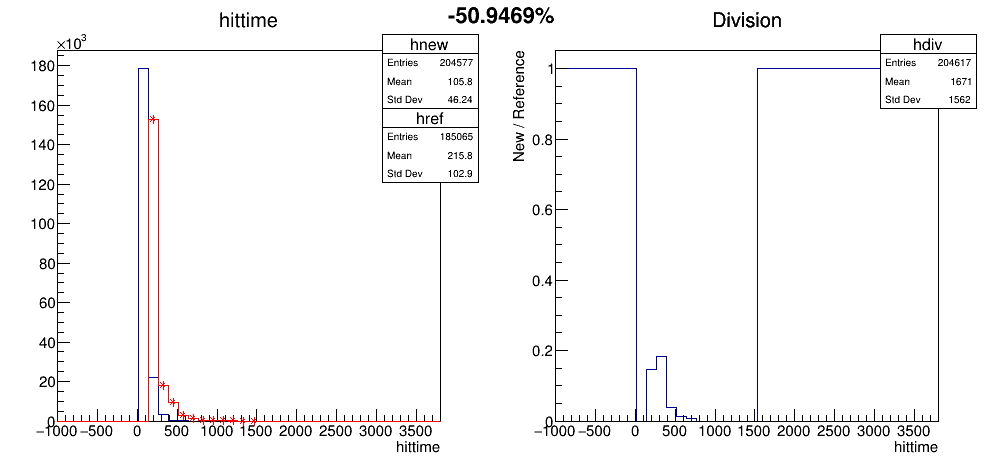 -50.9469%
hittime
×10³
180
160
140
120
100
80
60
40
20
0
−1000 −500 0 500 1000 1500 2000 2500 3000 3500
hittime
hnew
Entries 204577
Mean 105.8
Std Dev 46.24
href
Entries 185065
Mean 215.8
Std Dev 102.9
Division
New / Reference
1
0.8
0.6
0.4
0.2
0
−1000 −500 0 500 1000 1500 2000 2500 3000 3500
hittime
hdiv
Entries 204617
Mean 1671
Std Dev 1562